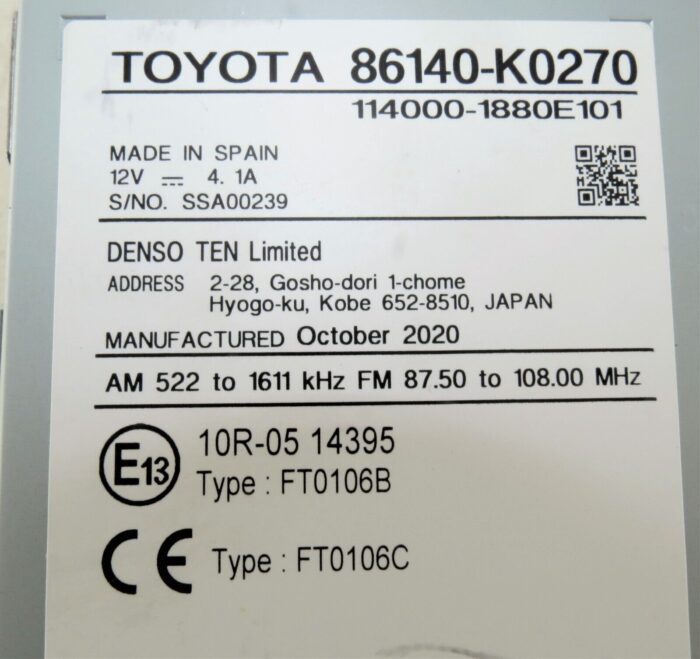 TOYOTA 86140-K0270
114000-1880E101
MADE IN SPAIN
12V ⎓ 4. 1A
S/NO. SSA00239
DENSO TEN Limited
ADDRESS 2-28, Gosho-dori 1-chome
Hyogo-ku, Kobe 652-8510, JAPAN
MANUFACTURED October 2020
AM 522 to 1611 kHz FM 87.50 to 108.00 MHz
E13 10R-05 14395
Type : FT0106B
CE Type : FT0106C